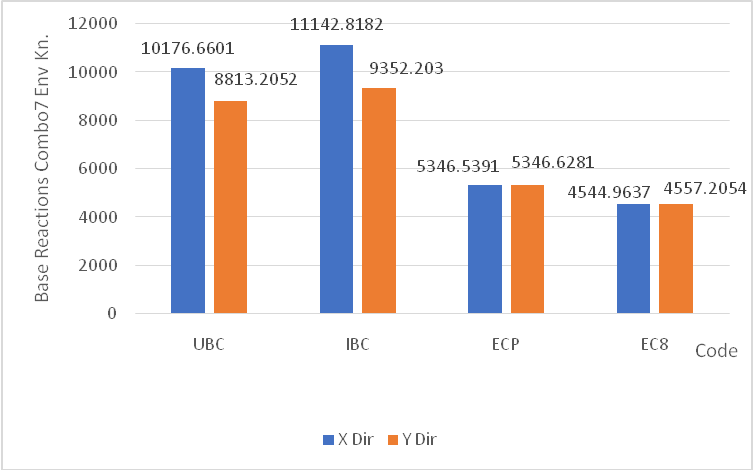 Base Reactions Combo7 Env Kn.
12000
10000
8000
6000
4000
2000
0
10176.6601
8813.2052
11142.8182
9352.203
5346.5391
5346.6281
4544.9637
4557.2054
UBC
IBC
ECP
EC8
Code
X Dir
Y Dir